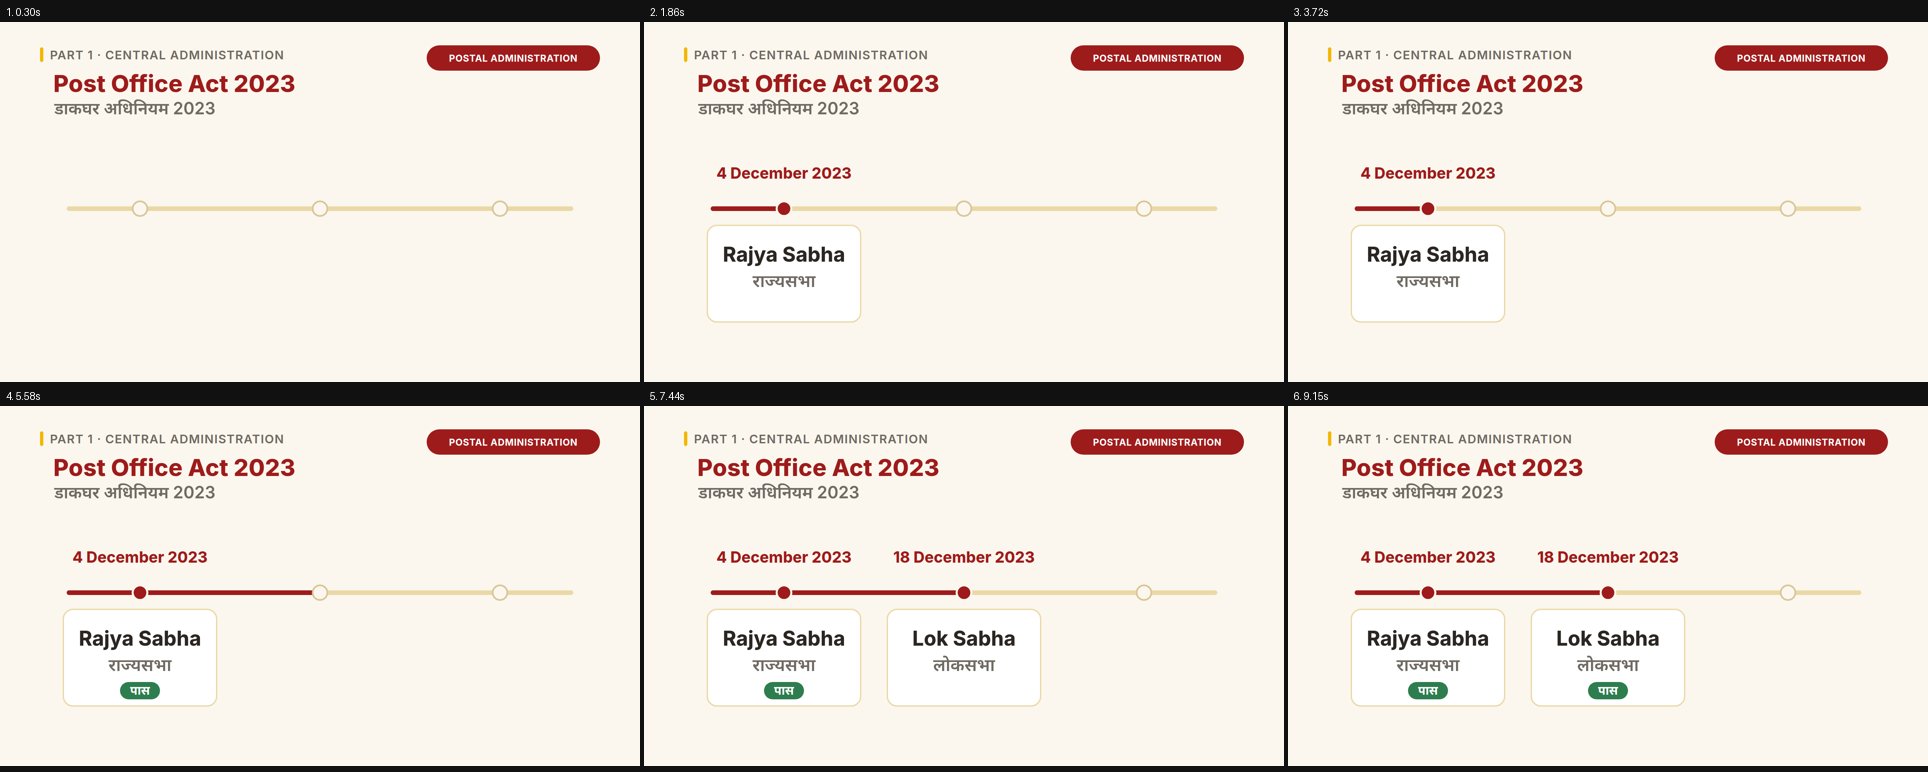 1. 0.30s
PART 1 · CENTRAL ADMINISTRATION
POSTAL ADMINISTRATION
Post Office Act 2023
डाकघर अधिनियम 2023
2. 1.86s
PART 1 · CENTRAL ADMINISTRATION
POSTAL ADMINISTRATION
Post Office Act 2023
डाकघर अधिनियम 2023
4 December 2023
Rajya Sabha
राज्यसभा
3. 3.72s
PART 1 · CENTRAL ADMINISTRATION
POSTAL ADMINISTRATION
Post Office Act 2023
डाकघर अधिनियम 2023
4 December 2023
Rajya Sabha
राज्यसभा
4. 5.58s
PART 1 · CENTRAL ADMINISTRATION
POSTAL ADMINISTRATION
Post Office Act 2023
डाकघर अधिनियम 2023
4 December 2023
Rajya Sabha
राज्यसभा
पास
5. 7.44s
PART 1 · CENTRAL ADMINISTRATION
POSTAL ADMINISTRATION
Post Office Act 2023
डाकघर अधिनियम 2023
4 December 2023
18 December 2023
Rajya Sabha
राज्यसभा
पास
Lok Sabha
लोकसभा
6. 9.15s
PART 1 · CENTRAL ADMINISTRATION
POSTAL ADMINISTRATION
Post Office Act 2023
डाकघर अधिनियम 2023
4 December 2023
18 December 2023
Rajya Sabha
राज्यसभा
पास
Lok Sabha
लोकसभा
पास